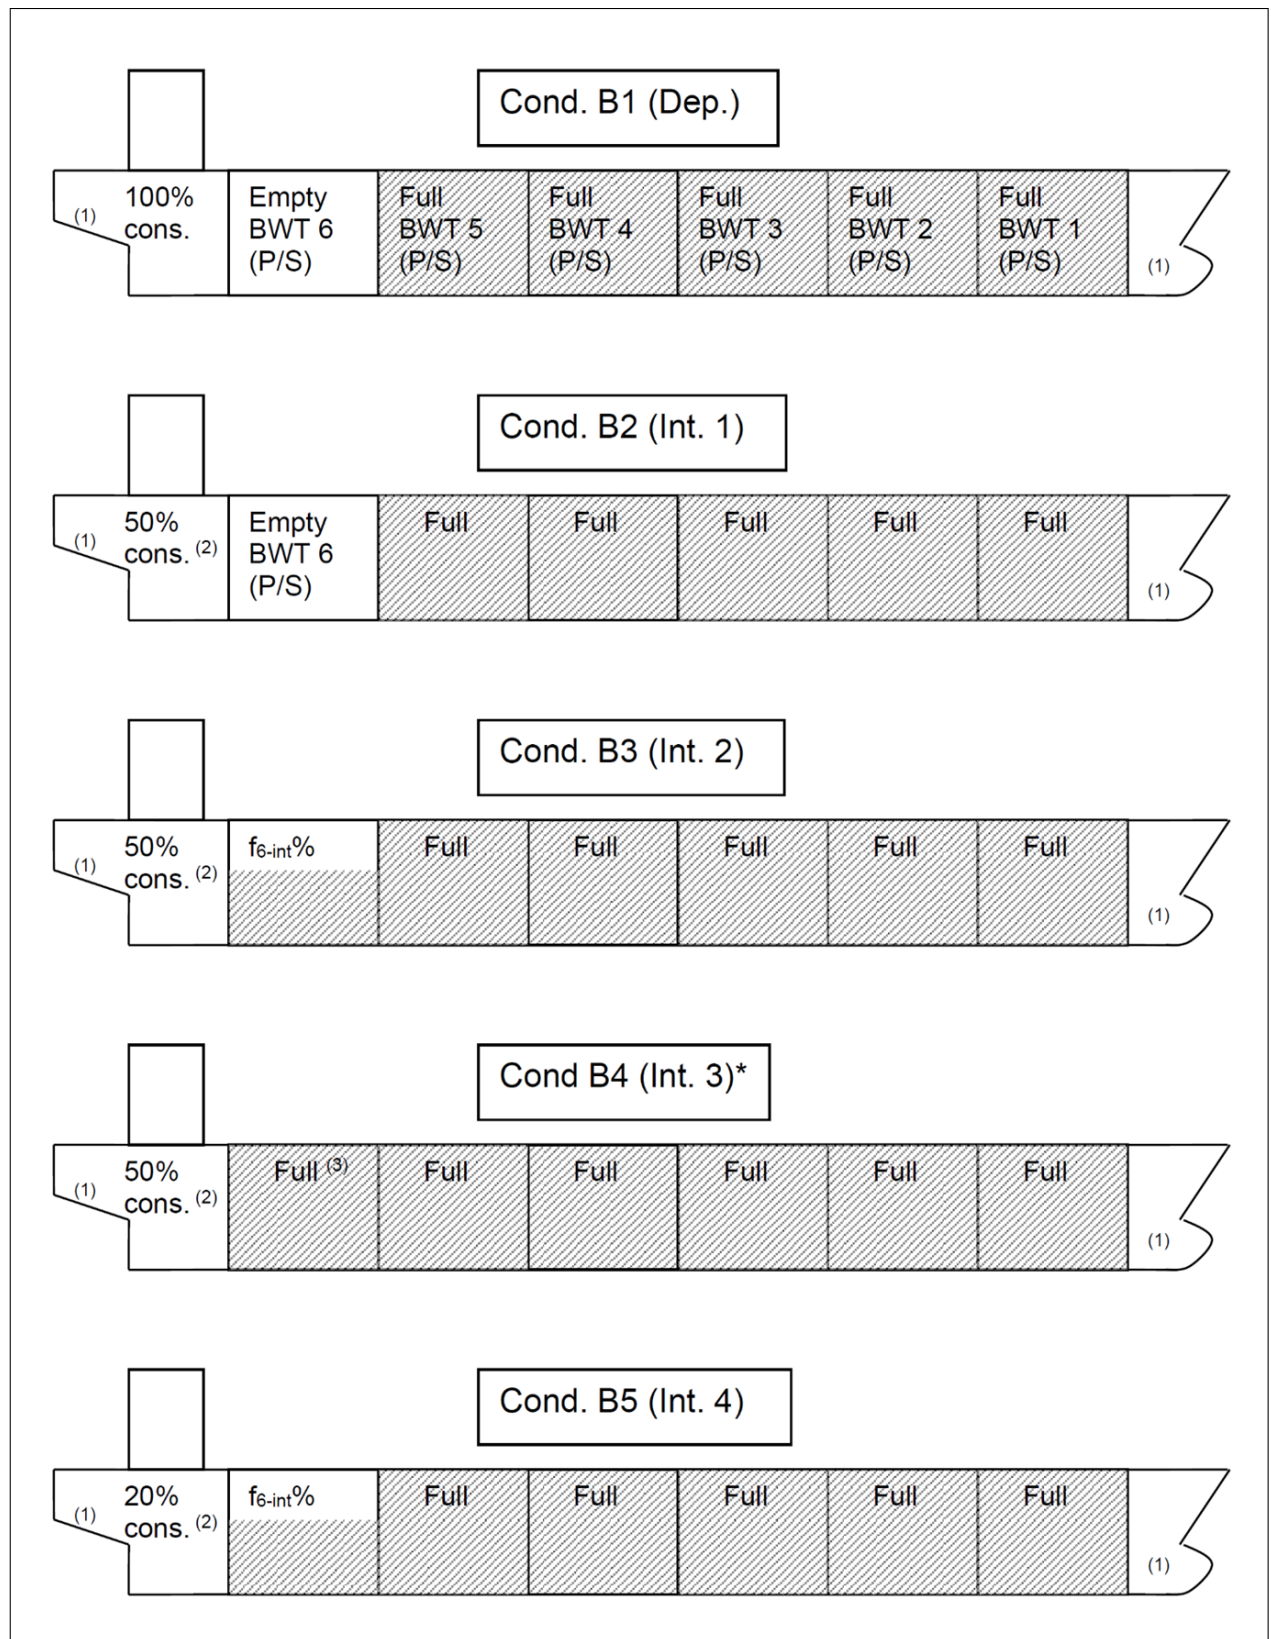 Cond. B1 (Dep.)
(1)
100%
cons.
Empty
BWT 6
(P/S)
Full
BWT 5
(P/S)
Full
BWT 4
(P/S)
Full
BWT 3
(P/S)
Full
BWT 2
(P/S)
Full
BWT 1
(P/S)
(1)
Cond. B2 (Int. 1)
(1)
50%
cons. (2)
Empty
BWT 6
(P/S)
Full
Full
Full
Full
Full
(1)
Cond. B3 (Int. 2)
(1)
50%
cons. (2)
f6-int%
Full
Full
Full
Full
Full
(1)
Cond B4 (Int. 3)*
(1)
50%
cons. (2)
Full (3)
Full
Full
Full
Full
Full
(1)
Cond. B5 (Int. 4)
(1)
20%
cons. (2)
f6-int%
Full
Full
Full
Full
Full
(1)